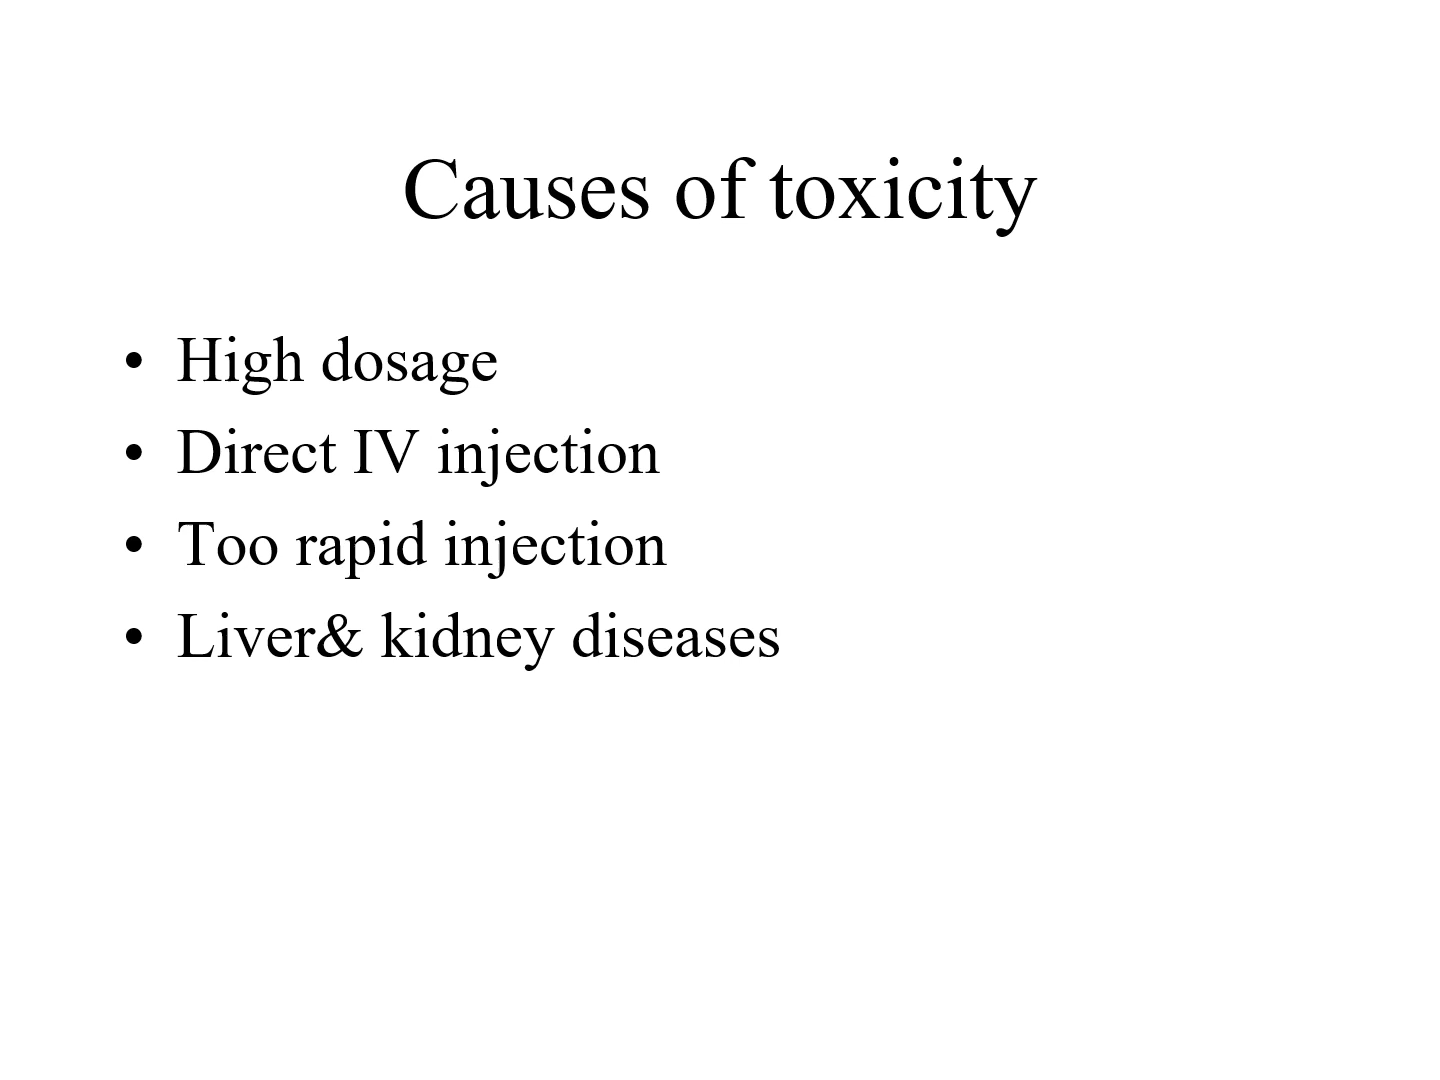 Causes of toxicity
• High dosage
• Direct IV injection
• Too rapid injection
• Liver& kidney diseases